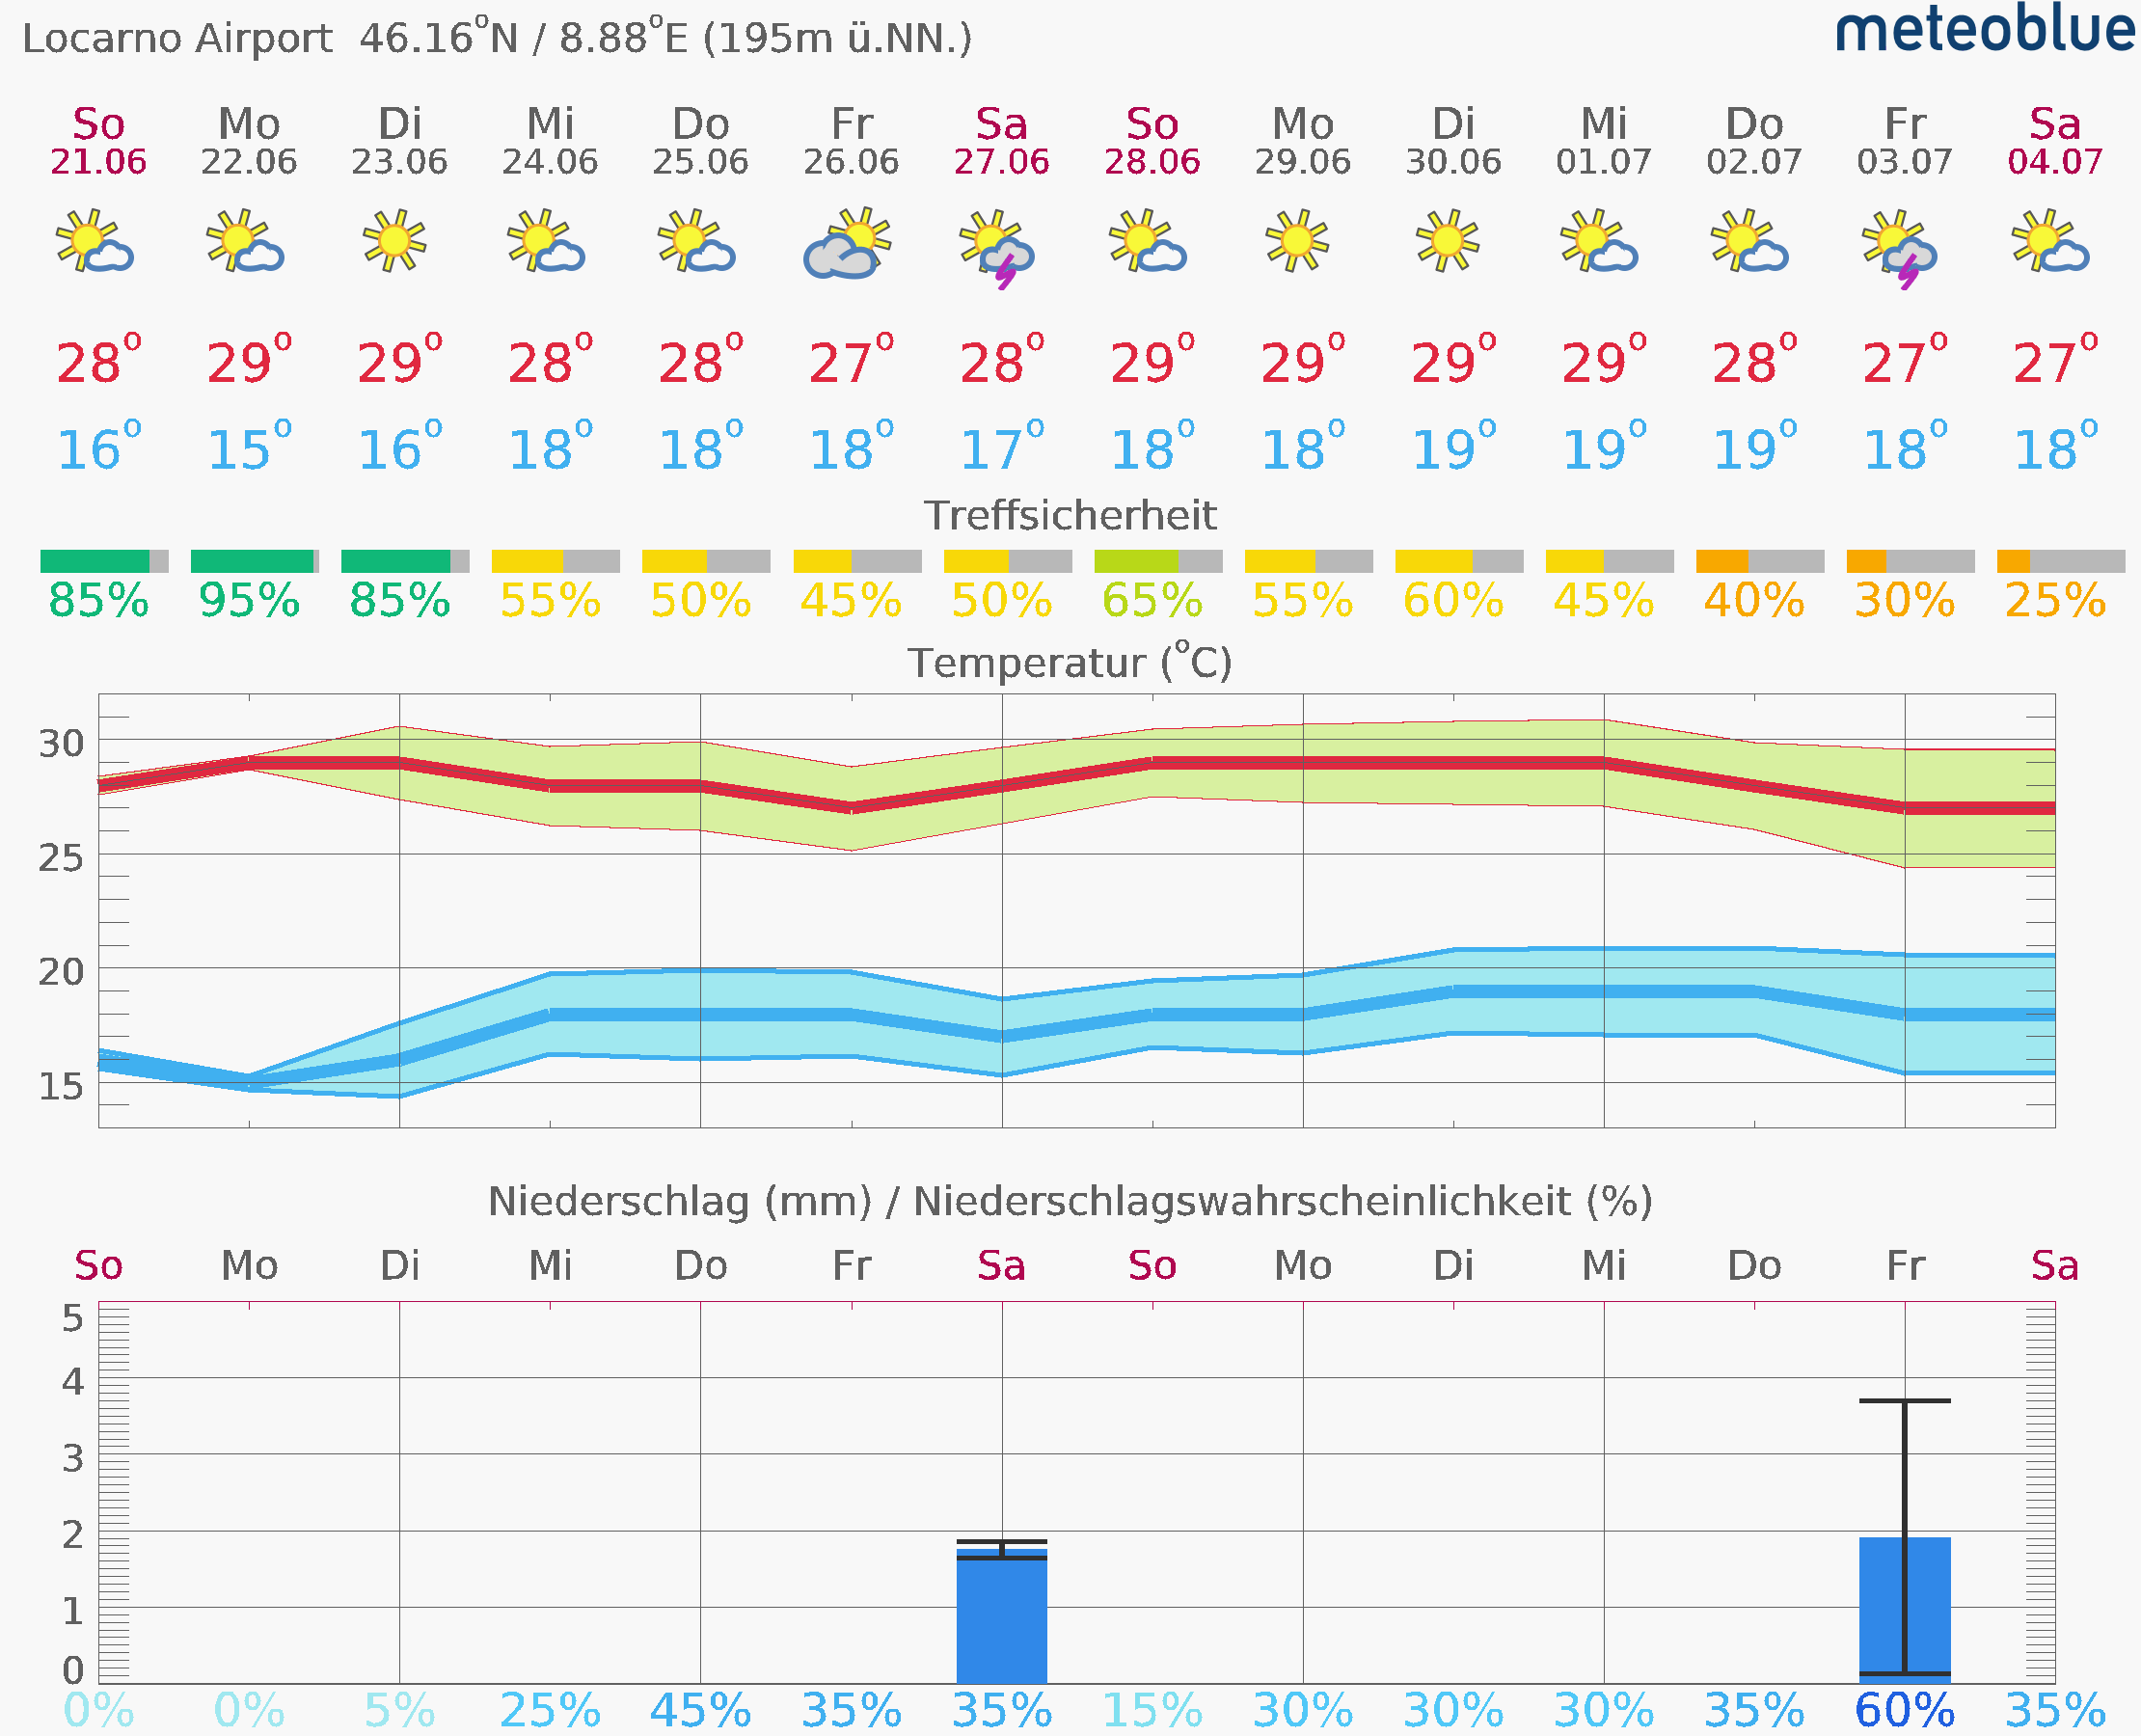 Locarno Airport 46.16°N / 8.88°E (195m ü.NN.)
meteoblue
So Mo Di Mi Do Fr Sa So Mo Di Mi Do Fr Sa
21.06 22.06 23.06 24.06 25.06 26.06 27.06 28.06 29.06 30.06 01.07 02.07 03.07 04.07
28° 29° 29° 28° 28° 27° 28° 29° 29° 29° 29° 28° 27° 27°
16° 15° 16° 18° 18° 18° 17° 18° 18° 19° 19° 19° 18° 18°
Treffsicherheit
85% 95% 85% 55% 50% 45% 50% 65% 55% 60% 45% 40% 30% 25%
Temperatur (°C)
30
25
20
15
Niederschlag (mm) / Niederschlagswahrscheinlichkeit (%)
So Mo Di Mi Do Fr Sa So Mo Di Mi Do Fr Sa
5
4
3
2
1
0
0% 0% 5% 25% 45% 35% 35% 15% 30% 30% 30% 35% 60% 35%